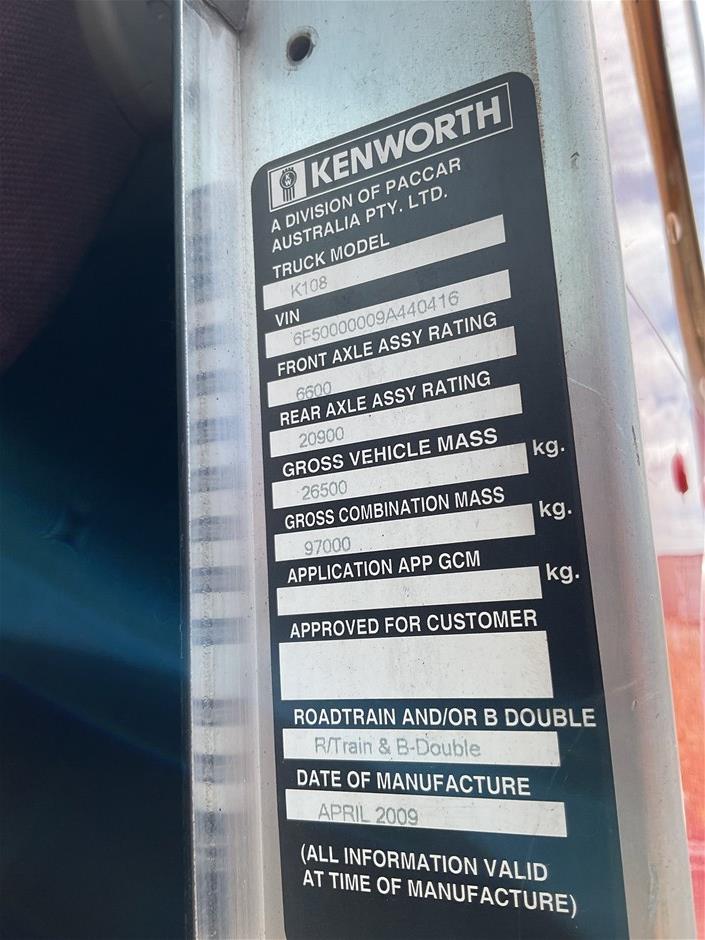 KENWORTH
A DIVISION OF PACCAR
AUSTRALIA PTY. LTD.
TRUCK MODEL
K108
VIN
6F50000009A440416
FRONT AXLE ASSY RATING
6600
REAR AXLE ASSY RATING
20900
GROSS VEHICLE MASS
26500 kg.
GROSS COMBINATION MASS
97000 kg.
APPLICATION APP GCM
kg.
APPROVED FOR CUSTOMER
ROADTRAIN AND/OR B DOUBLE
R/Train & B-Double
DATE OF MANUFACTURE
APRIL 2009
(ALL INFORMATION VALID
AT TIME OF MANUFACTURE)